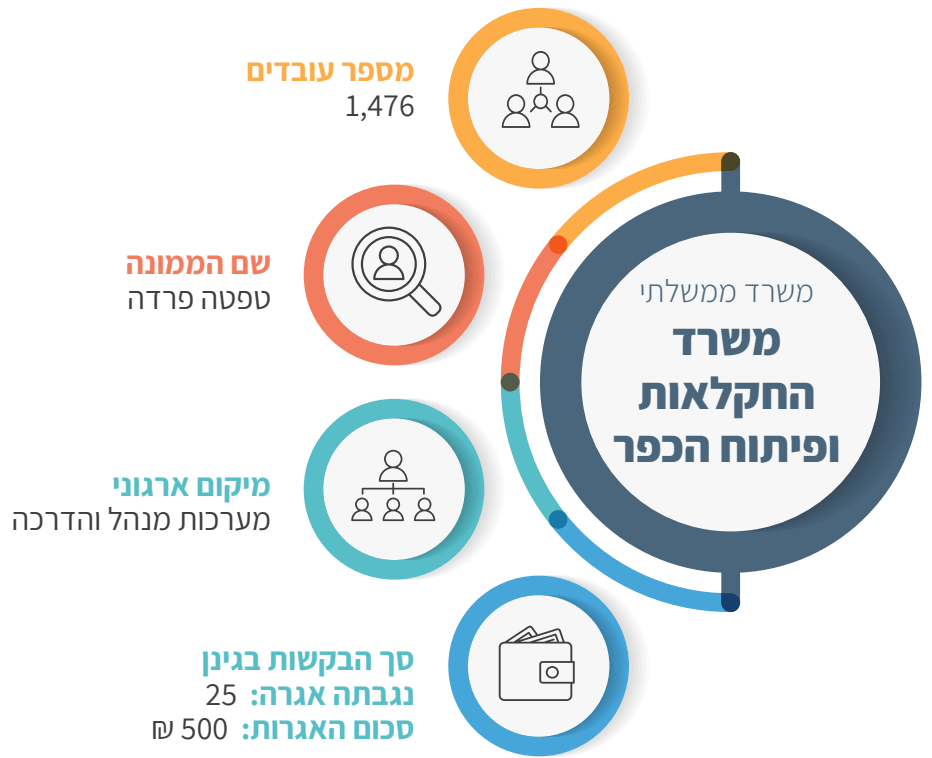 משרד ממשלתי
משרד
החקלאות
ופיתוח הכפר
מספר עובדים
1,476
שם הממונה
טפטה פרדה
מיקום ארגוני
מערכות מנהל והדרכה
סך הבקשות בגינן
נגבתה אגרה: 25
סכום האגרות: 500 ₪